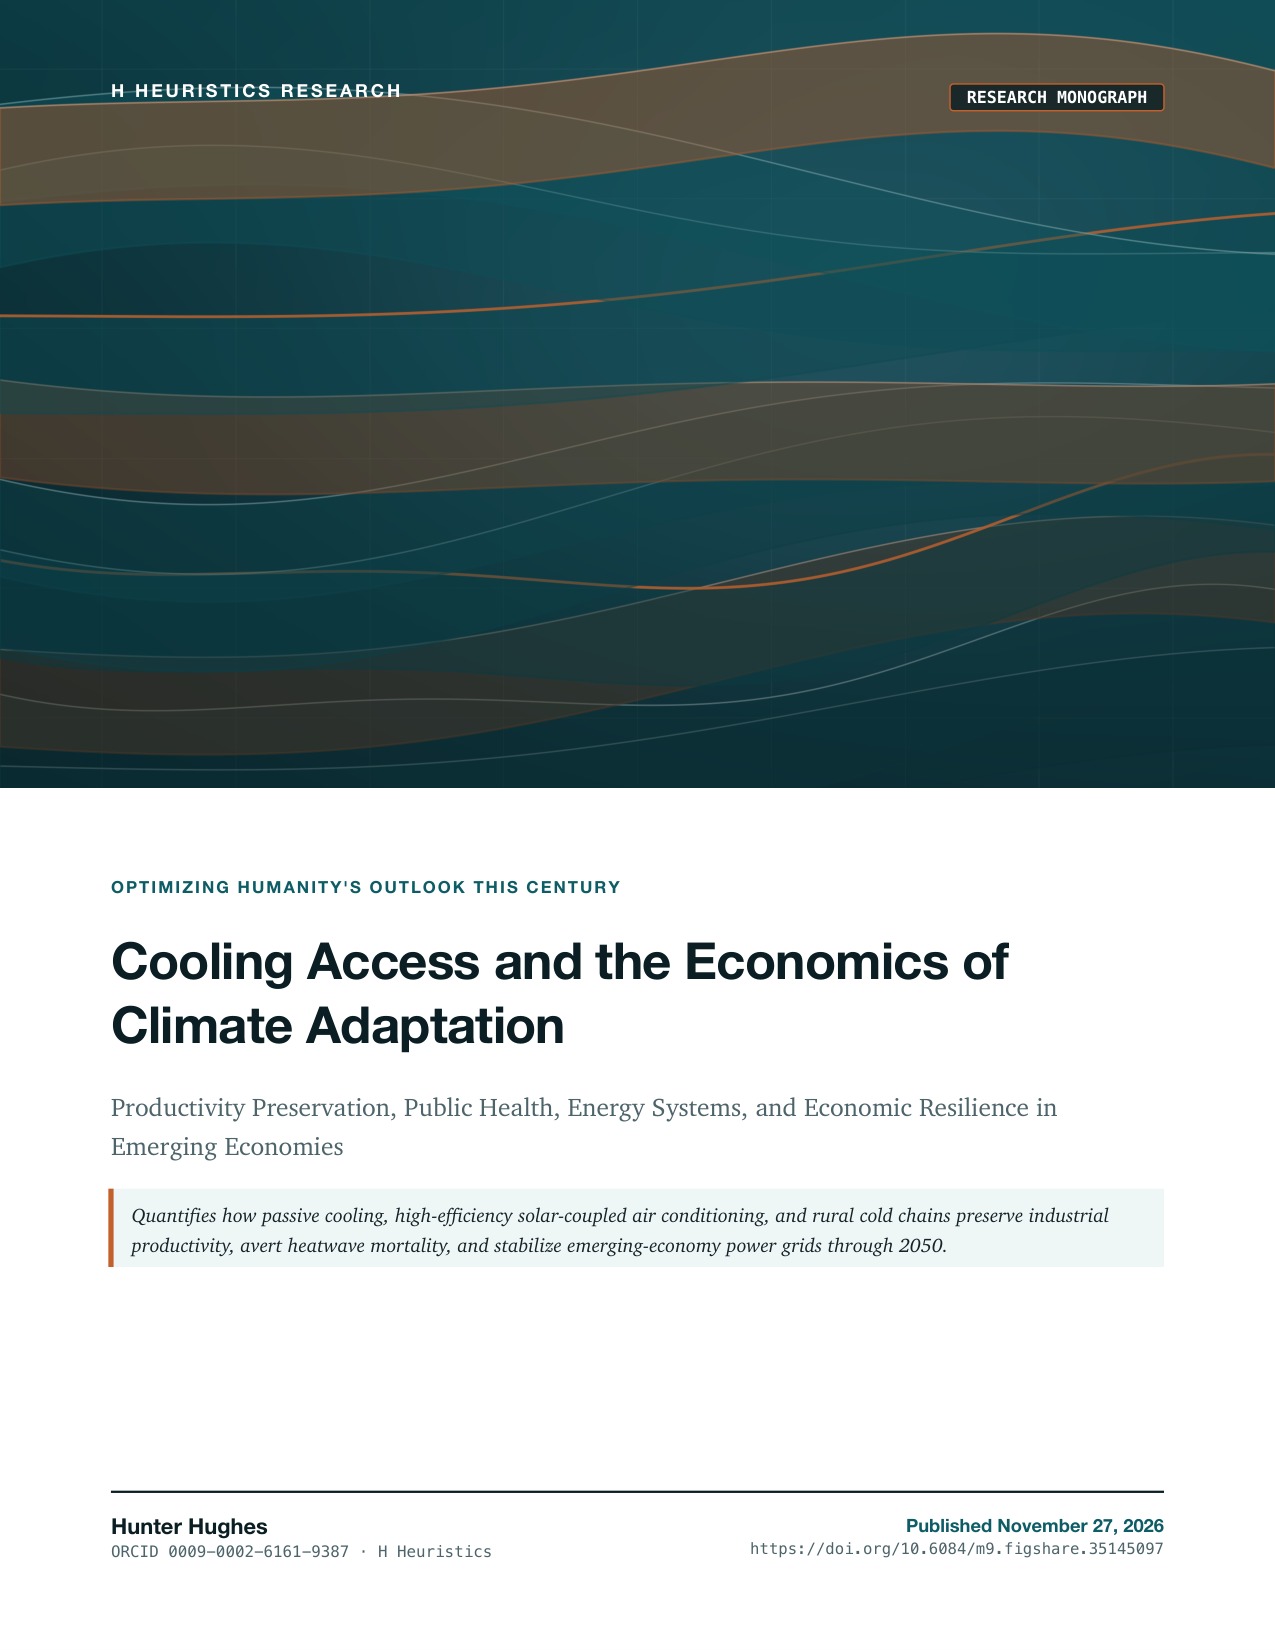 H HEURISTICS RESEARCH
RESEARCH MONOGRAPH
OPTIMIZING HUMANITY'S OUTLOOK THIS CENTURY
Cooling Access and the Economics of
Climate Adaptation
Productivity Preservation, Public Health, Energy Systems, and Economic Resilience in
Emerging Economies
Quantifies how passive cooling, high-efficiency solar-coupled air conditioning, and rural cold chains preserve industrial
productivity, avert heatwave mortality, and stabilize emerging-economy power grids through 2050.
Hunter Hughes
ORCID 0009-0002-6161-9387 · H Heuristics
Published November 27, 2026
https://doi.org/10.6084/m9.figshare.35145097